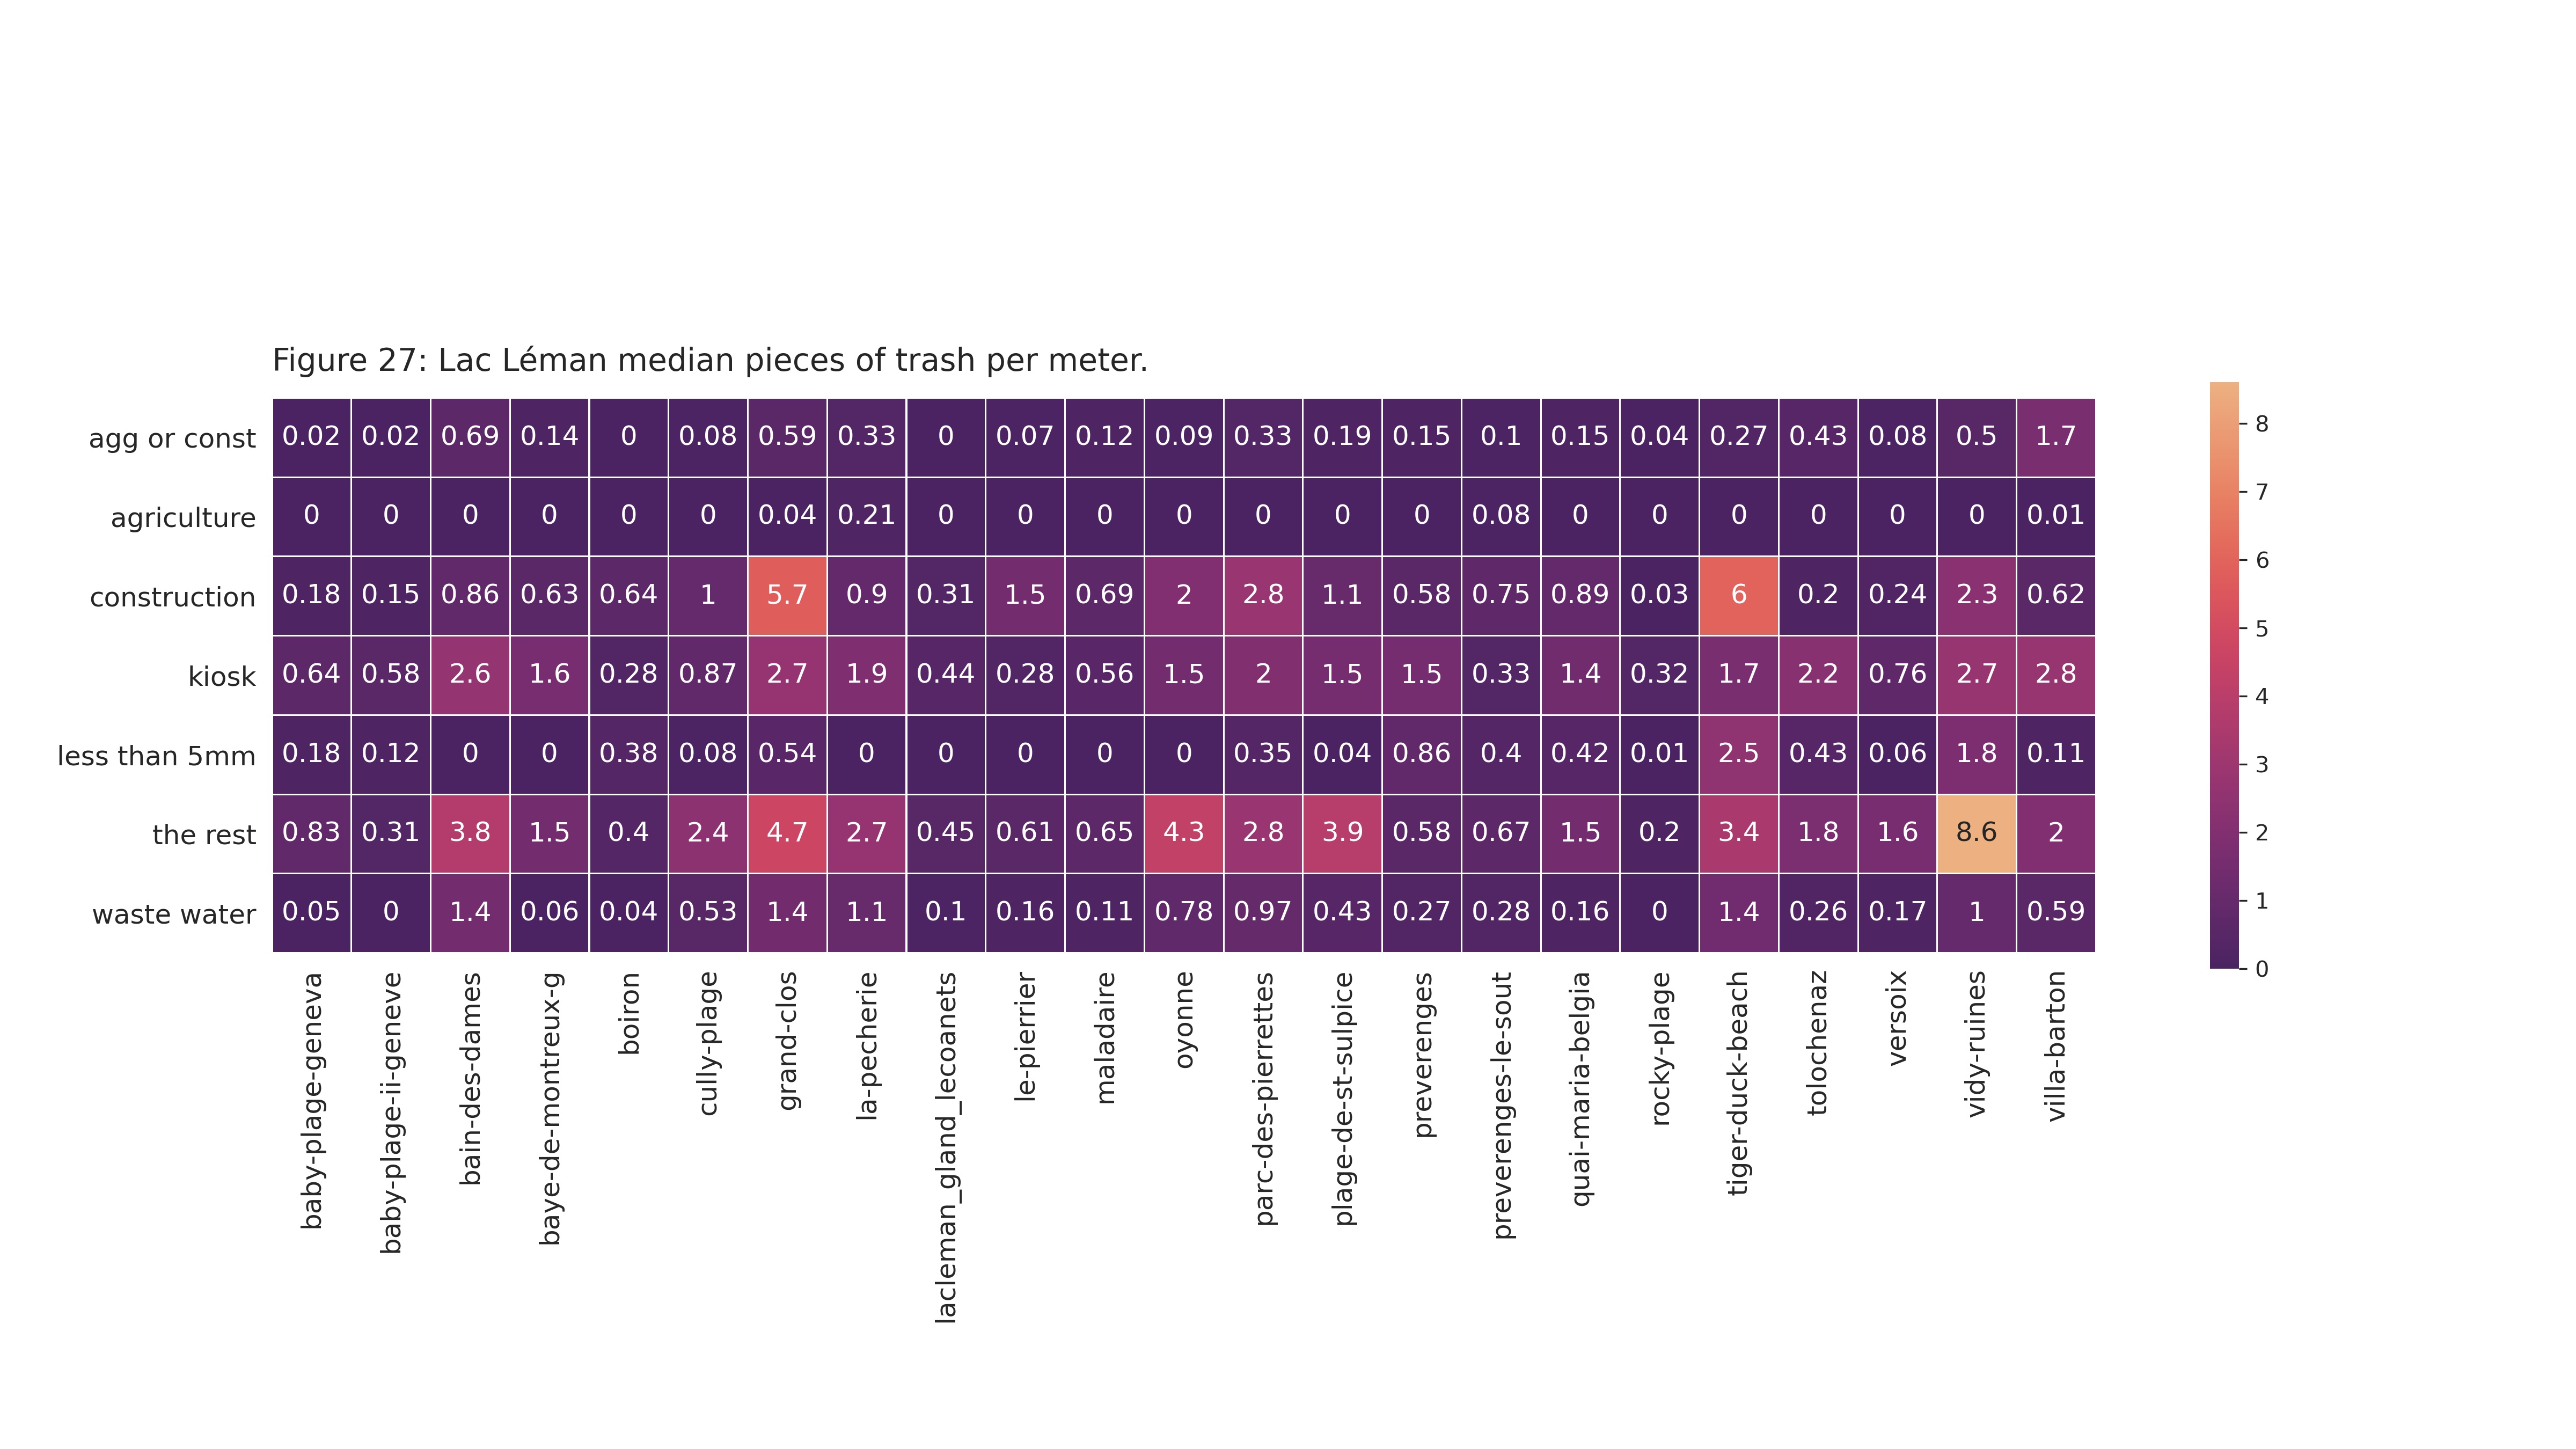 Figure 27: Lac Léman median pieces of trash per meter.
agg or const 0.02 0.02 0.69 0.14 0 0.08 0.59 0.33 0 0.07 0.12 0.09 0.33 0.19 0.15 0.1 0.15 0.04 0.27 0.43 0.08 0.5 1.7
agriculture 0 0 0 0 0 0 0.04 0.21 0 0 0 0 0 0 0 0.08 0 0 0 0 0 0 0.01
construction 0.18 0.15 0.86 0.63 0.64 1 5.7 0.9 0.31 1.5 0.69 2 2.8 1.1 0.58 0.75 0.89 0.03 6 0.2 0.24 2.3 0.62
kiosk 0.64 0.58 2.6 1.6 0.28 0.87 2.7 1.9 0.44 0.28 0.56 1.5 2 1.5 1.5 0.33 1.4 0.32 1.7 2.2 0.76 2.7 2.8
less than 5mm 0.18 0.12 0 0 0.38 0.08 0.54 0 0 0 0 0 0.35 0.04 0.86 0.4 0.42 0.01 2.5 0.43 0.06 1.8 0.11
the rest 0.83 0.31 3.8 1.5 0.4 2.4 4.7 2.7 0.45 0.61 0.65 4.3 2.8 3.9 0.58 0.67 1.5 0.2 3.4 1.8 1.6 8.6 2
waste water 0.05 0 1.4 0.06 0.04 0.53 1.4 1.1 0.1 0.16 0.11 0.78 0.97 0.43 0.27 0.28 0.16 0 1.4 0.26 0.17 1 0.59
baby-plage-geneva
baby-plage-ii-geneve
bain-des-dames
baye-de-montreux-g
boiron
cully-plage
grand-clos
la-pecherie
lacleman_gland_lecoanets
le-pierrier
maladaire
oyonne
parc-des-pierrettes
plage-de-st-sulpice
preverenges
preverenges-le-sout
quai-maria-belgia
rocky-plage
tiger-duck-beach
tolochenaz
versoix
vidy-ruines
villa-barton
8
7
6
5
4
3
2
1
0